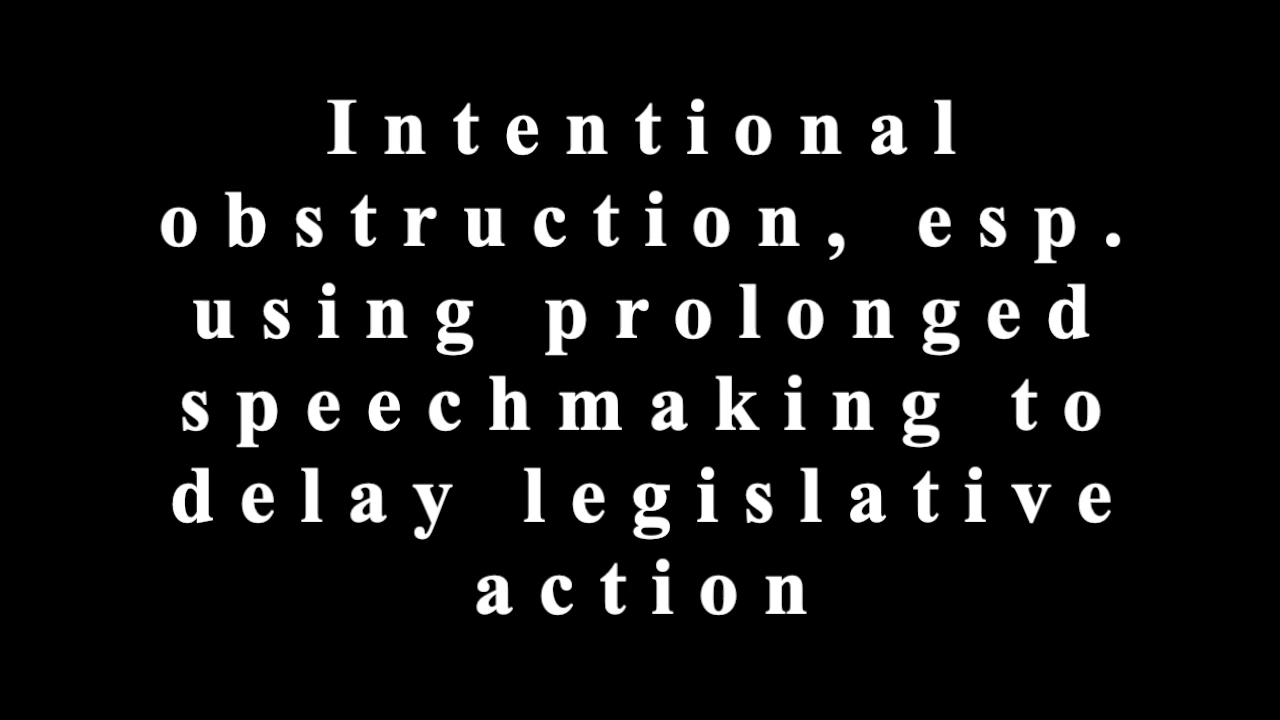 Intentional
obstruction, esp.
using prolonged
speechmaking to
delay legislative
action